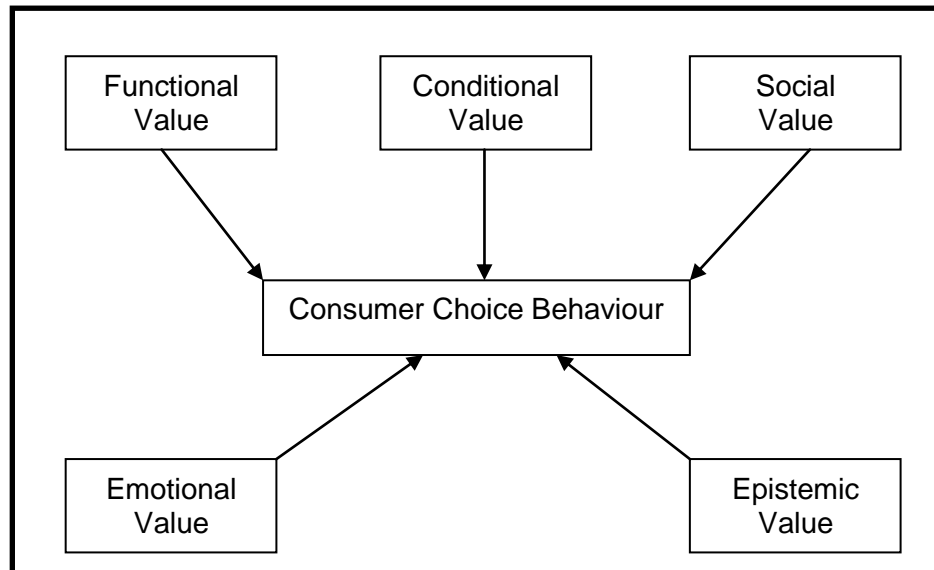 Functional
Value
Conditional
Value
Social
Value
Consumer Choice Behaviour
Emotional
Value
Epistemic
Value